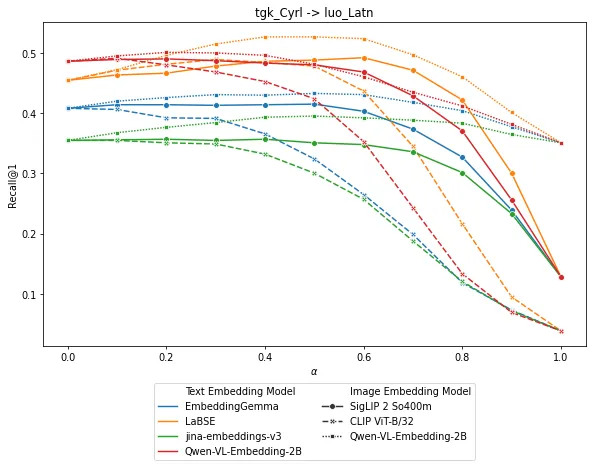 tgk_Cyrl -> luo_Latn
Recall@1
0.5
0.4
0.3
0.2
0.1
0.0 0.2 0.4 0.6 0.8 1.0
α
Text Embedding Model Image Embedding Model
EmbeddingGemma SigLIP 2 So400m
LaBSE CLIP ViT-B/32
jina-embeddings-v3 Qwen-VL-Embedding-2B
Qwen-VL-Embedding-2B